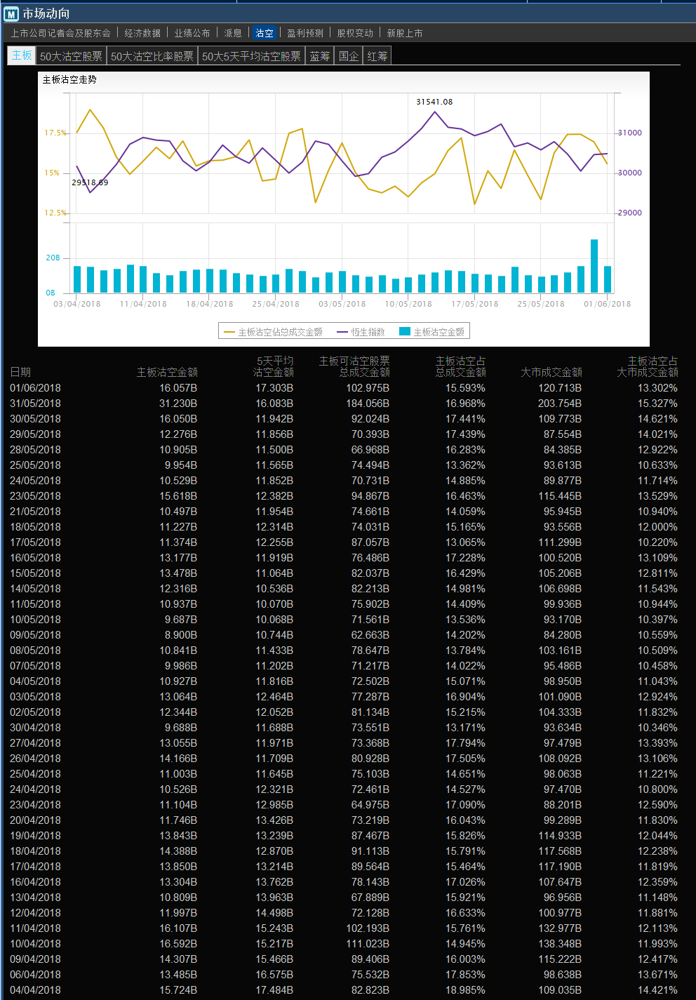 市场动向
上市公司记者会及股东会 经济数据 业绩公布 派息 沽空 盈利预测 股权变动 新股上市
主板 50大沽空股票 50大沽空比率股票 50大5天平均沽空股票 蓝筹 国企 红筹
主板沽空走势
31541.08
17.5% 31000
15% 30000
29518.69
12.5% 29000
20B
0B
03/04/2018 11/04/2018 18/04/2018 25/04/2018 03/05/2018 10/05/2018 17/05/2018 25/05/2018 01/06/2018
主板沽空佔总成交金额 恆生指数 主板沽空金额
5天平均 主板可沽空股票 主板沽空占 主板沽空占
日期 主板沽空金额 沽空金额 总成交金额 总成交金额 大市成交金额 大市成交金额
01/06/2018 16.057B 17.303B 102.975B 15.593% 120.713B 13.302%
31/05/2018 31.230B 16.083B 184.056B 16.968% 203.754B 15.327%
30/05/2018 16.050B 11.942B 92.024B 17.441% 109.773B 14.621%
29/05/2018 12.276B 11.856B 70.393B 17.439% 87.554B 14.021%
28/05/2018 10.905B 11.500B 66.968B 16.283% 84.385B 12.922%
25/05/2018 9.954B 11.565B 74.494B 13.362% 93.613B 10.633%
24/05/2018 10.529B 11.852B 70.731B 14.885% 89.877B 11.714%
23/05/2018 15.618B 12.382B 94.867B 16.463% 115.445B 13.529%
21/05/2018 10.497B 11.954B 74.661B 14.059% 95.945B 10.940%
18/05/2018 11.227B 12.314B 74.031B 15.165% 93.556B 12.000%
17/05/2018 11.374B 12.255B 87.057B 13.065% 111.299B 10.220%
16/05/2018 13.177B 11.919B 76.486B 17.228% 100.520B 13.109%
15/05/2018 13.478B 11.064B 82.037B 16.429% 105.206B 12.811%
14/05/2018 12.316B 10.536B 82.213B 14.981% 106.698B 11.543%
11/05/2018 10.937B 10.070B 75.902B 14.409% 99.936B 10.944%
10/05/2018 9.687B 10.068B 71.561B 13.536% 93.170B 10.397%
09/05/2018 8.900B 10.744B 62.663B 14.202% 84.280B 10.559%
08/05/2018 10.841B 11.433B 78.647B 13.784% 103.161B 10.509%
07/05/2018 9.986B 11.202B 71.217B 14.022% 95.486B 10.458%
04/05/2018 10.927B 11.816B 72.502B 15.071% 98.950B 11.043%
03/05/2018 13.064B 12.464B 77.287B 16.904% 101.090B 12.924%
02/05/2018 12.344B 12.052B 81.134B 15.215% 104.333B 11.832%
30/04/2018 9.688B 11.688B 73.551B 13.171% 93.634B 10.346%
27/04/2018 13.055B 11.971B 73.368B 17.794% 97.479B 13.393%
26/04/2018 14.166B 11.709B 80.928B 17.505% 108.092B 13.106%
25/04/2018 11.003B 11.645B 75.103B 14.651% 98.063B 11.221%
24/04/2018 10.526B 12.321B 72.461B 14.527% 97.470B 10.800%
23/04/2018 11.104B 12.985B 64.975B 17.090% 88.201B 12.590%
20/04/2018 11.746B 13.426B 73.219B 16.043% 99.289B 11.830%
19/04/2018 13.843B 13.239B 87.467B 15.826% 114.933B 12.044%
18/04/2018 14.388B 12.870B 91.113B 15.791% 117.568B 12.238%
17/04/2018 13.850B 13.214B 89.564B 15.464% 117.190B 11.819%
16/04/2018 13.304B 13.762B 78.143B 17.026% 107.647B 12.359%
13/04/2018 10.809B 13.963B 67.889B 15.921% 96.956B 11.148%
12/04/2018 11.997B 14.498B 72.128B 16.633% 100.977B 11.881%
11/04/2018 16.107B 15.243B 102.193B 15.761% 132.977B 12.113%
10/04/2018 16.592B 15.217B 111.023B 14.945% 138.348B 11.993%
09/04/2018 14.307B 15.466B 89.406B 16.003% 115.222B 12.417%
06/04/2018 13.485B 16.575B 75.532B 17.853% 98.638B 13.671%
04/04/2018 15.724B 17.484B 82.823B 18.985% 109.035B 14.421%